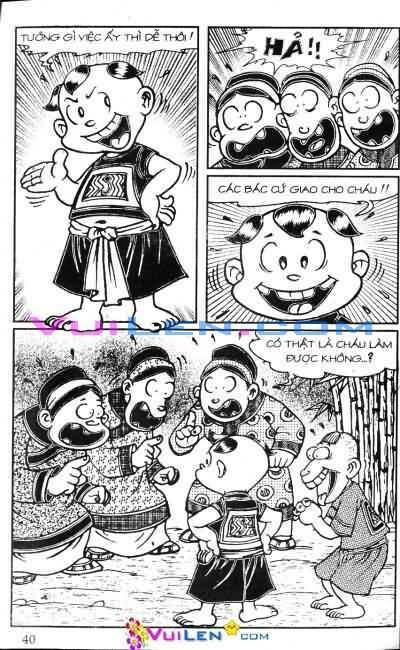 TƯỞNG GÌ VIỆC ẤY THÌ DỄ THÔI!
HẢ!!
CÁC BÁC CỨ GIAO CHO CHÁU!!
VUILEN.COM
CÓ THẬT LÀ CHÁU LÀM
ĐƯỢC KHÔNG...?
40
VUILEN.COM